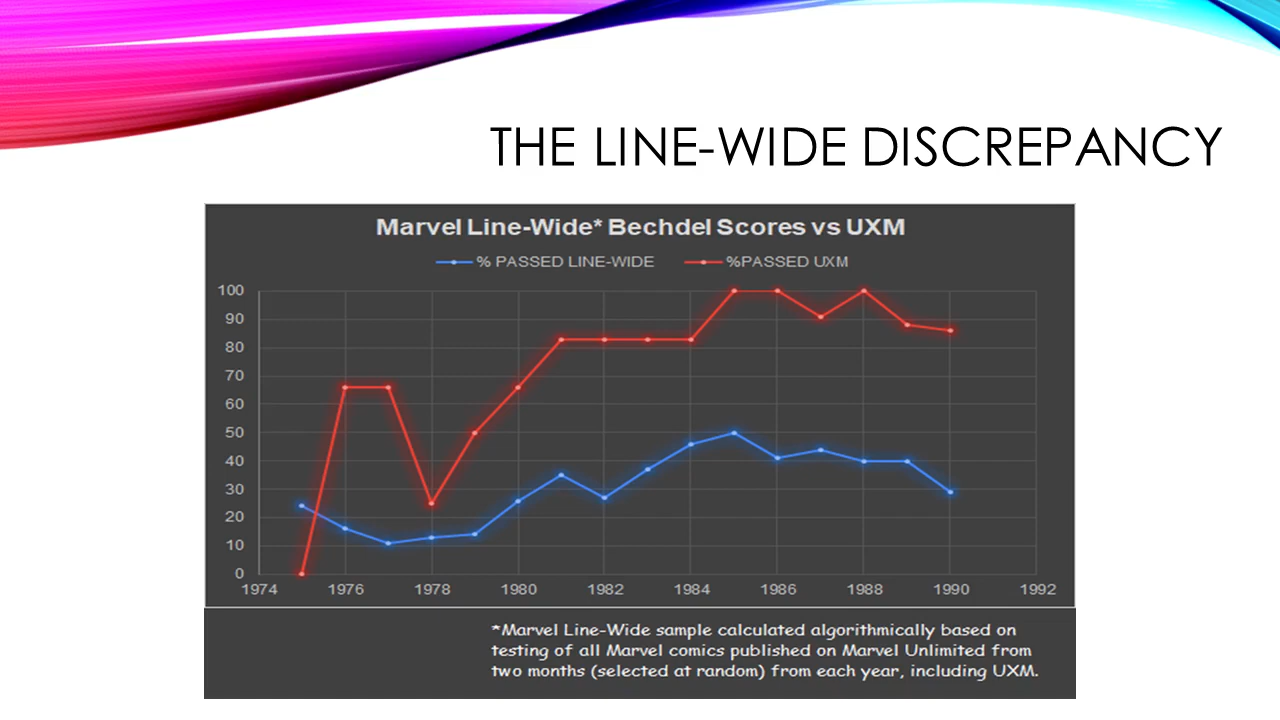 THE LINE-WIDE DISCREPANCY
Marvel Line-Wide* Bechdel Scores vs UXM
% PASSED LINE-WIDE %PASSED UXM
100
90
80
70
60
50
40
30
20
10
0
1974 1976 1978 1980 1982 1984 1986 1988 1990 1992
*Marvel Line-Wide sample calculated algorithmically based on
testing of all Marvel comics published on Marvel Unlimited from
two months (selected at random) from each year, including UXM.